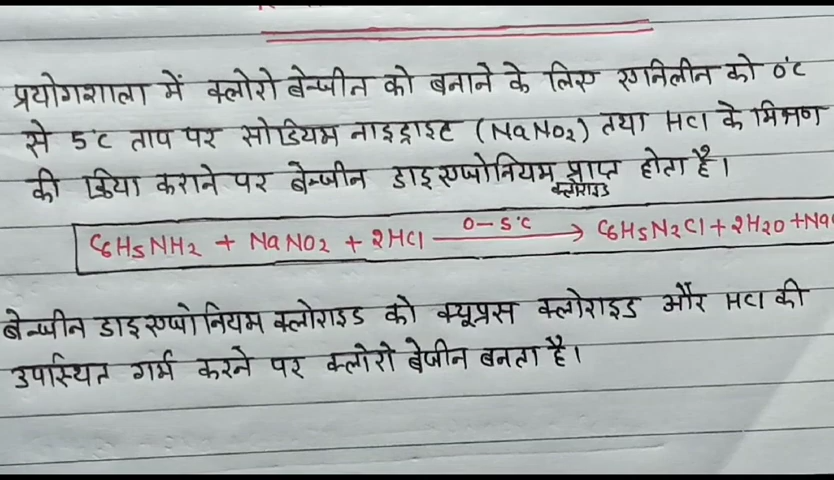 प्रयोगशाला में क्लोरो बेन्जीन को बनाने के लिए एनिलीन को 0°C
से 5°C ताप पर सोडियम नाइट्राइट (NaNO₂) तथा HCl के मिश्रण
की क्रिया कराने पर बेन्जीन डाइएज़ोनियम प्राप्त होता है।
क्लोराइड
C6H5NH2 + NaNO2 + 2HCl 0-5°C → C6H5N2Cl + 2H2O + Na
बेन्जीन डाइएज़ोनियम क्लोराइड को क्यूप्रस क्लोराइड और HCl की
उपस्थित गर्म करने पर क्लोरो बेजीन बनता है।